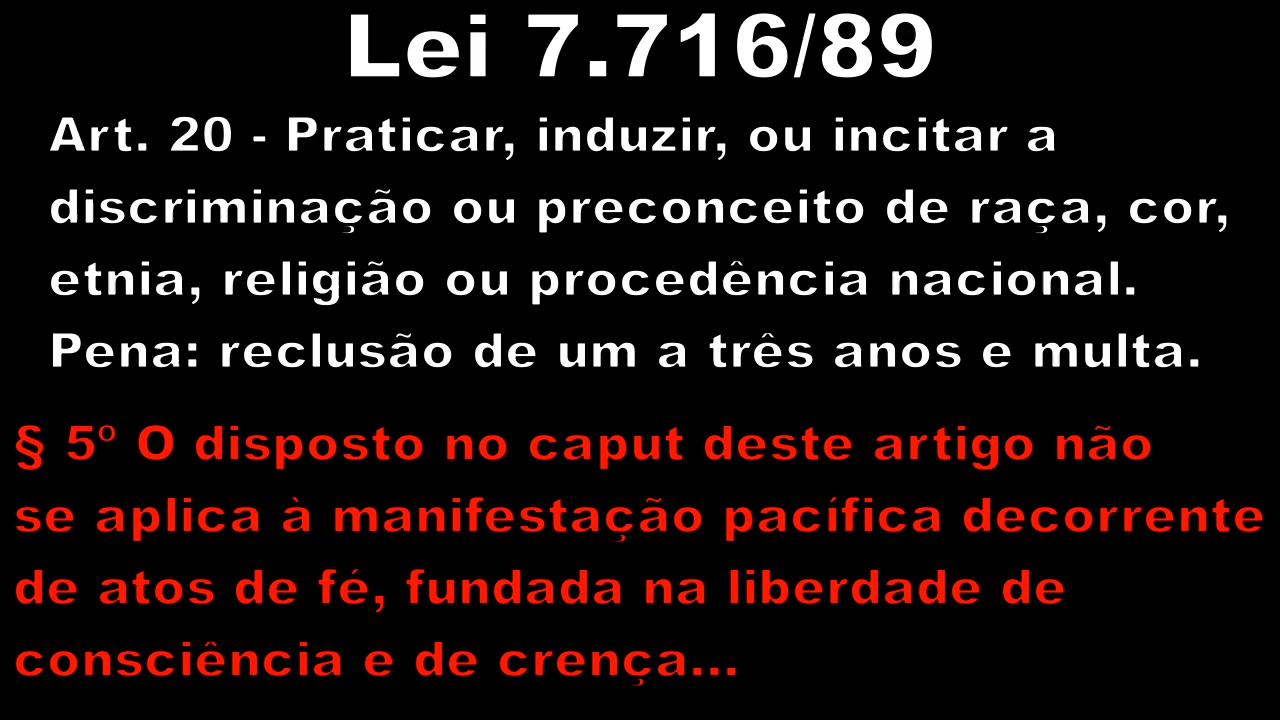 Lei 7.716/89
Art. 20 - Praticar, induzir, ou incitar a
discriminação ou preconceito de raça, cor,
etnia, religião ou procedência nacional.
Pena: reclusão de um a três anos e multa.
§ 5º O disposto no caput deste artigo não
se aplica à manifestação pacífica decorrente
de atos de fé, fundada na liberdade de
consciência e de crença...